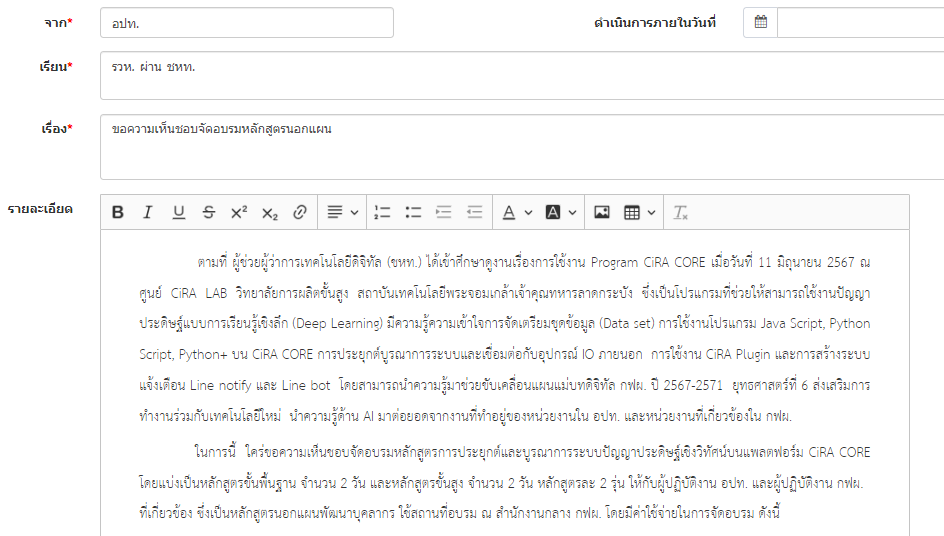 จาก*
อปท.
ดำเนินการภายในวันที่
เรียน*
รวห. ผ่าน ชหท.
เรื่อง*
ขอความเห็นชอบจัดอบรมหลักสูตรนอกแผน
รายละเอียด
B I U S x² x₂ A A Tx
ตามที่ ผู้ช่วยผู้ว่าการเทคโนโลยีดิจิทัล (ชหท.) ได้เข้าศึกษาดูงานเรื่องการใช้งาน Program CiRA CORE เมื่อวันที่ 11 มิถุนายน 2567 ณ
ศูนย์ CiRA LAB วิทยาลัยการผลิตขั้นสูง สถาบันเทคโนโลยีพระจอมเกล้าเจ้าคุณทหารลาดกระบัง ซึ่งเป็นโปรแกรมที่ช่วยให้สามารถใช้งานปัญญา
ประดิษฐ์แบบการเรียนรู้เชิงลึก (Deep Learning) มีความรู้ความเข้าใจการจัดเตรียมชุดข้อมูล (Data set) การใช้งานโปรแกรม Java Script, Python
Script, Python+ บน CiRA CORE การประยุกต์บูรณาการระบบและเชื่อมต่อกับอุปกรณ์ IO ภายนอก การใช้งาน CiRA Plugin และการสร้างระบบ
แจ้งเตือน Line notify และ Line bot โดยสามารถนำความรู้มาช่วยขับเคลื่อนแผนแม่บทดิจิทัล กฟผ. ปี 2567-2571 ยุทธศาสตร์ที่ 6 ส่งเสริมการ
ทำงานร่วมกับเทคโนโลยีใหม่ นำความรู้ด้าน AI มาต่อยอดจากงานที่ทำอยู่ของหน่วยงานใน อปท. และหน่วยงานที่เกี่ยวข้องใน กฟผ.
ในการนี้ ใคร่ขอความเห็นชอบจัดอบรมหลักสูตรการประยุกต์และบูรณาการระบบปัญญาประดิษฐ์เชิงวิทัศน์บนแพลตฟอร์ม CiRA CORE
โดยแบ่งเป็นหลักสูตรขั้นพื้นฐาน จำนวน 2 วัน และหลักสูตรขั้นสูง จำนวน 2 วัน หลักสูตรละ 2 รุ่น ให้กับผู้ปฏิบัติงาน อปท. และผู้ปฏิบัติงาน กฟผ.
ที่เกี่ยวข้อง ซึ่งเป็นหลักสูตรนอกแผนพัฒนาบุคลากร ใช้สถานที่อบรม ณ สำนักงานกลาง กฟผ. โดยมีค่าใช้จ่ายในการจัดอบรม ดังนี้